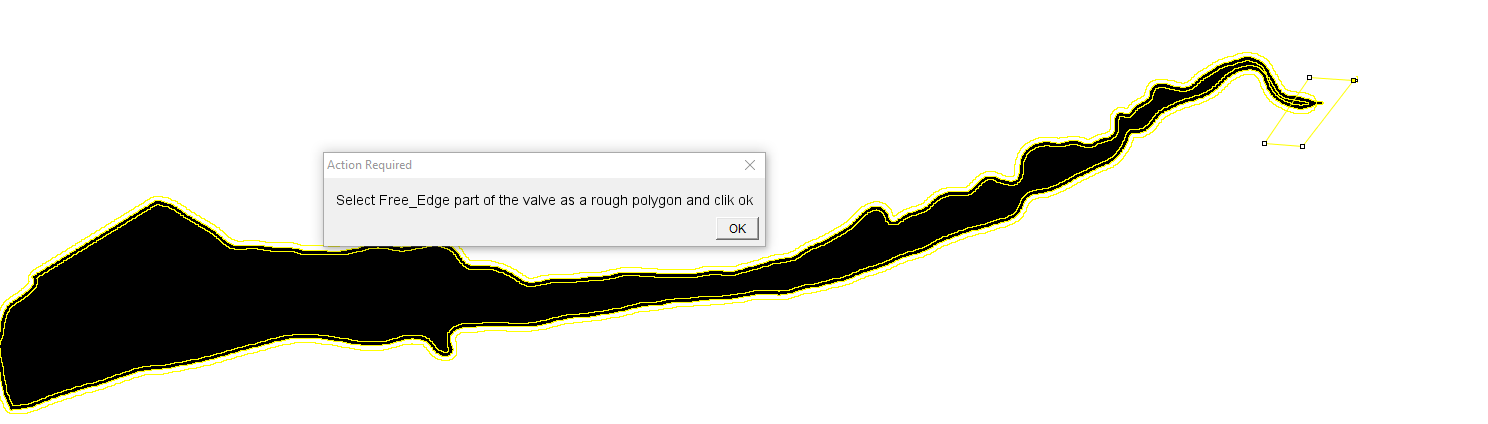 Action Required
Select Free_Edge part of the valve as a rough polygon and clik ok
OK